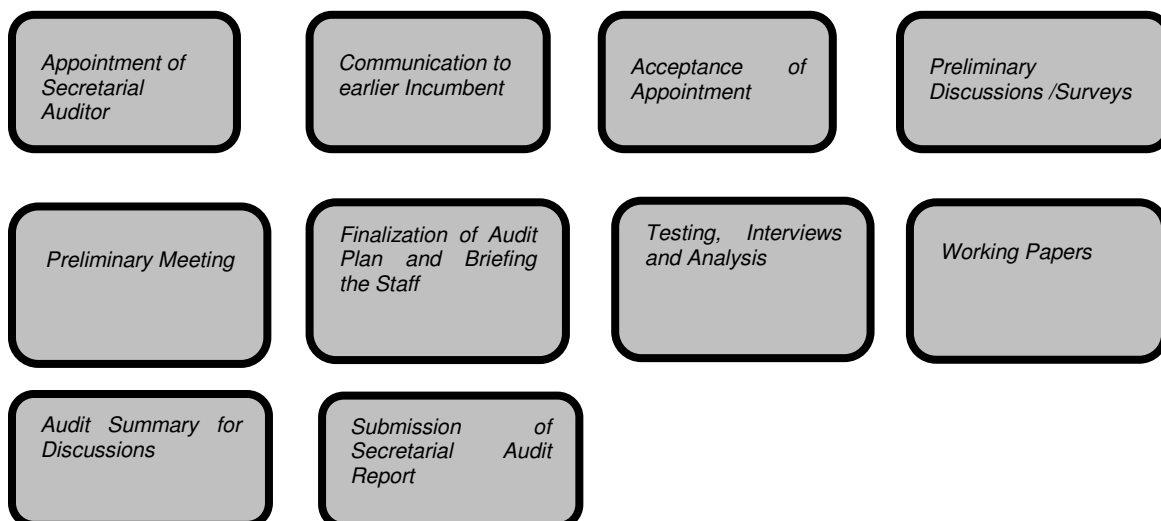 Appointment of
Secretarial
Auditor
Communication to
earlier Incumbent
Acceptance of
Appointment
Preliminary
Discussions /Surveys
Preliminary Meeting
Finalization of Audit
Plan and Briefing
the Staff
Testing, Interviews
and Analysis
Working Papers
Audit Summary for
Discussions
Submission of
Secretarial Audit
Report